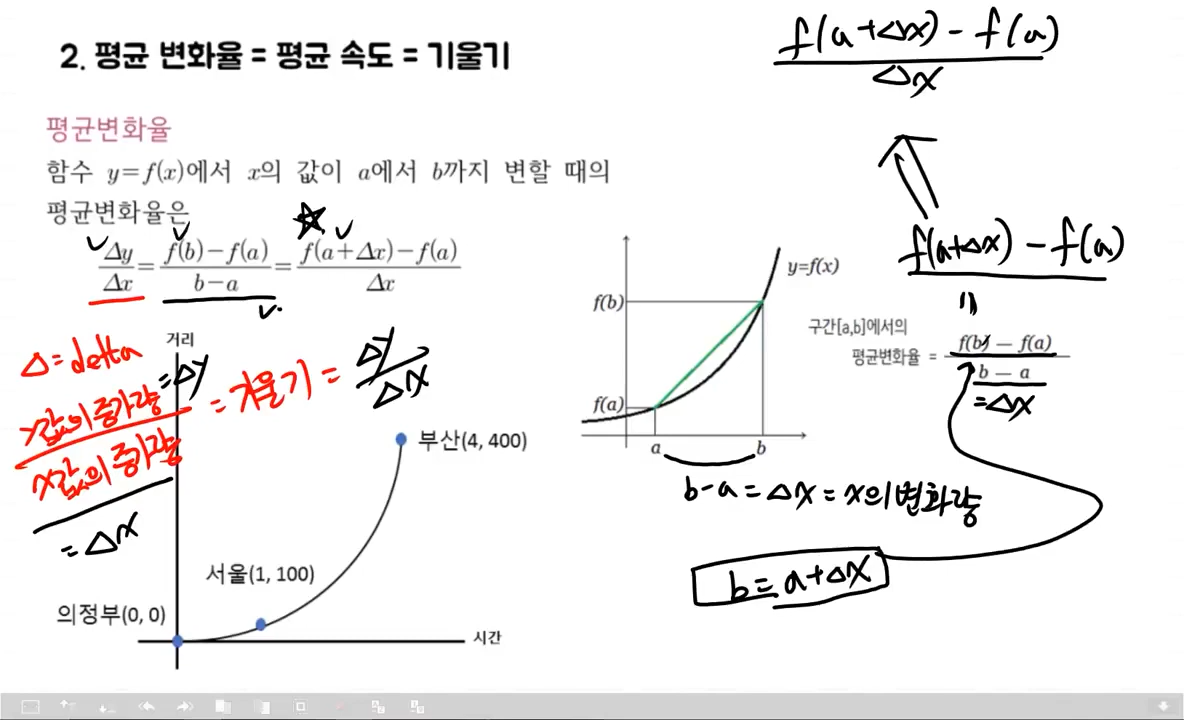 2. 평균 변화율 = 평균 속도 = 기울기
평균변화율
함수 y=f(x)에서 x의 값이 a에서 b까지 변할 때의
평균변화율은
Δy/Δx = f(b)-f(a)/b-a = f(a+Δx)-f(a)/Δx
Δ=delta
y값의 증가량 =Δy
x값의 증가량
=Δx
= 기울기 = Δy/Δx
거리
부산(4, 400)
서울(1, 100)
의정부(0, 0)
시간
f(a+Δx) - f(a)
Δx
f(a+Δx) - f(a)
=
y=f(x)
f(b)
f(a)
a
b
구간[a,b]에서의
평균변화율 = f(b) - f(a)
b - a
=Δx
b-a = Δx = x의 변화량
b= a+Δx